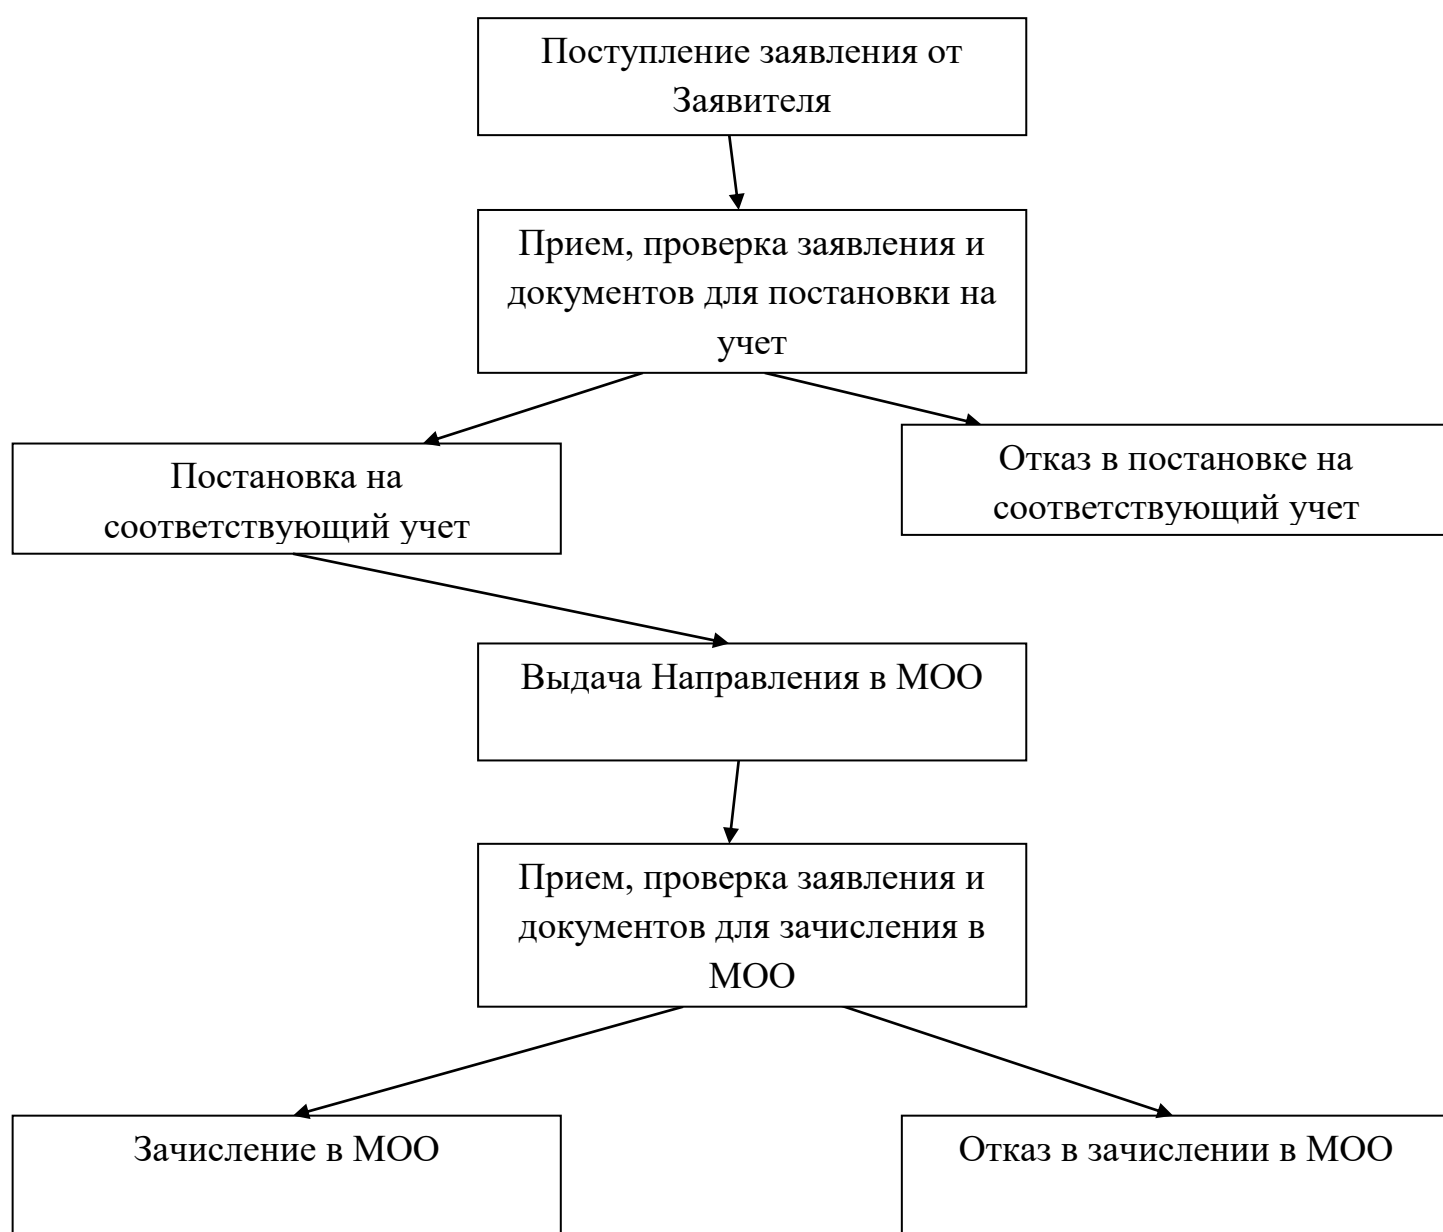 Поступление заявления от
Заявителя
Прием, проверка заявления и
документов для постановки на
учет
Постановка на
соответствующий учет
Отказ в постановке на
соответствующий учет
Выдача Направления в МОО
Прием, проверка заявления и
документов для зачисления в
МОО
Зачисление в МОО
Отказ в зачислении в МОО